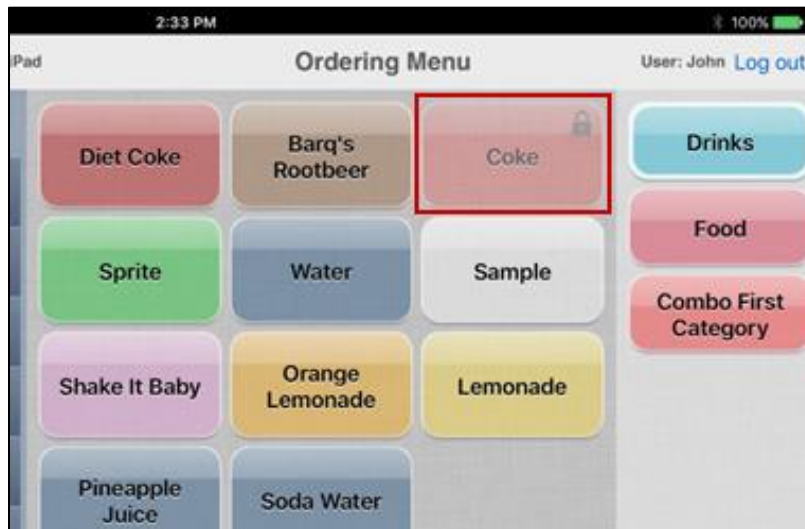 2:33 PM
100%
iPad
Ordering Menu
User: John Log out
Diet Coke
Barq's
Rootbeer
Coke
Drinks
Sprite
Water
Sample
Food
Combo First
Category
Shake It Baby
Orange
Lemonade
Lemonade
Pineapple
Juice
Soda Water